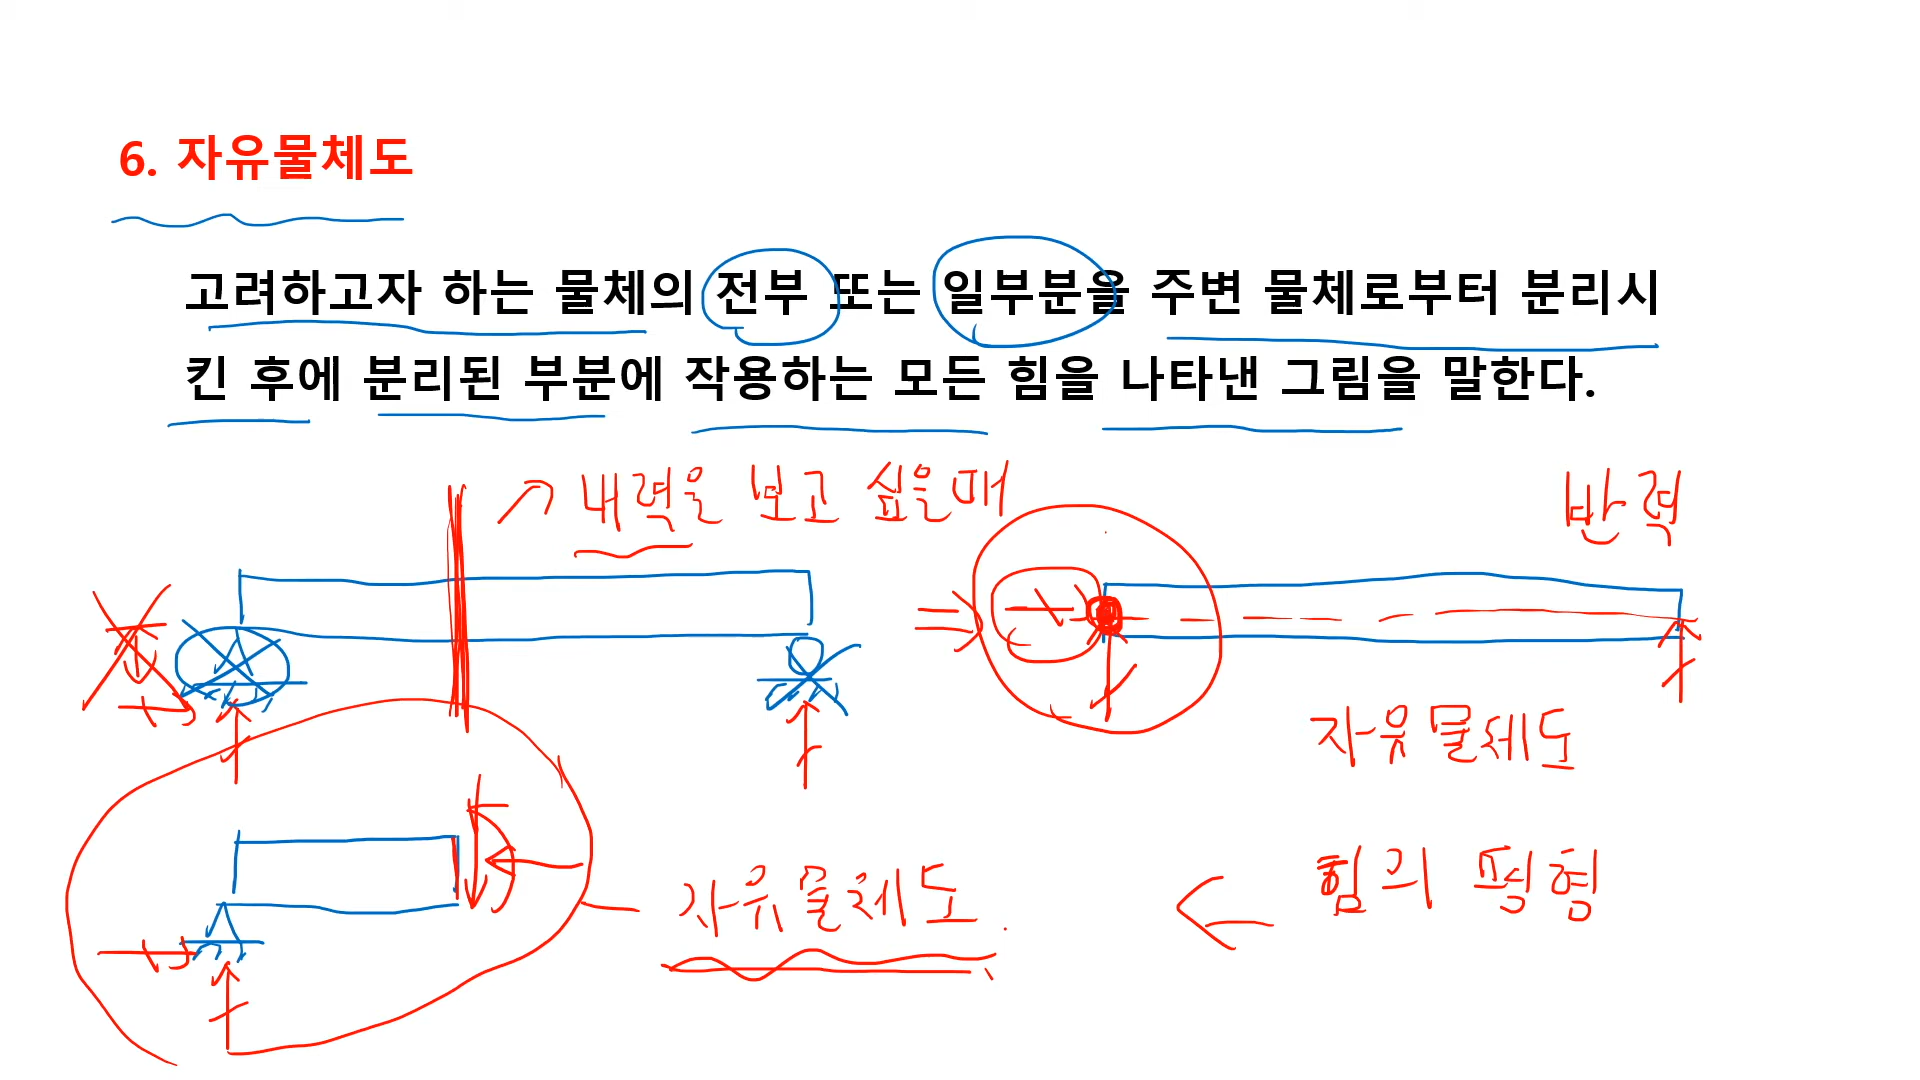 6. 자유물체도
고려하고자 하는 물체의 전부 또는 일부분을 주변 물체로부터 분리시
킨 후에 분리된 부분에 작용하는 모든 힘을 나타낸 그림을 말한다.
내력을 보고 싶을때
반력
자유물체도
자유물체도
힘의 평형